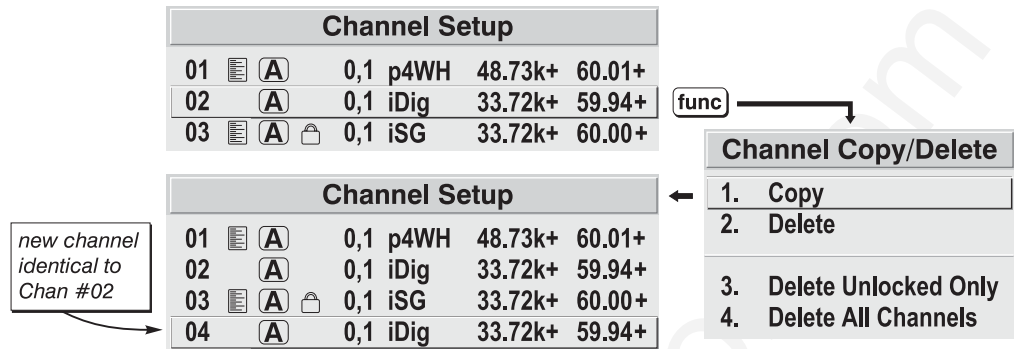 Channel Setup
01 A 0,1 p4WH 48.73k+ 60.01+
02 A 0,1 iDig 33.72k+ 59.94+
03 A 0,1 iSG 33.72k+ 60.00+
func
Channel Copy/Delete
1. Copy
2. Delete
3. Delete Unlocked Only
4. Delete All Channels
Channel Setup
01 A 0,1 p4WH 48.73k+ 60.01+
02 A 0,1 iDig 33.72k+ 59.94+
03 A 0,1 iSG 33.72k+ 60.00+
04 A 0,1 iDig 33.72k+ 59.94+
new channel
identical to
Chan #02